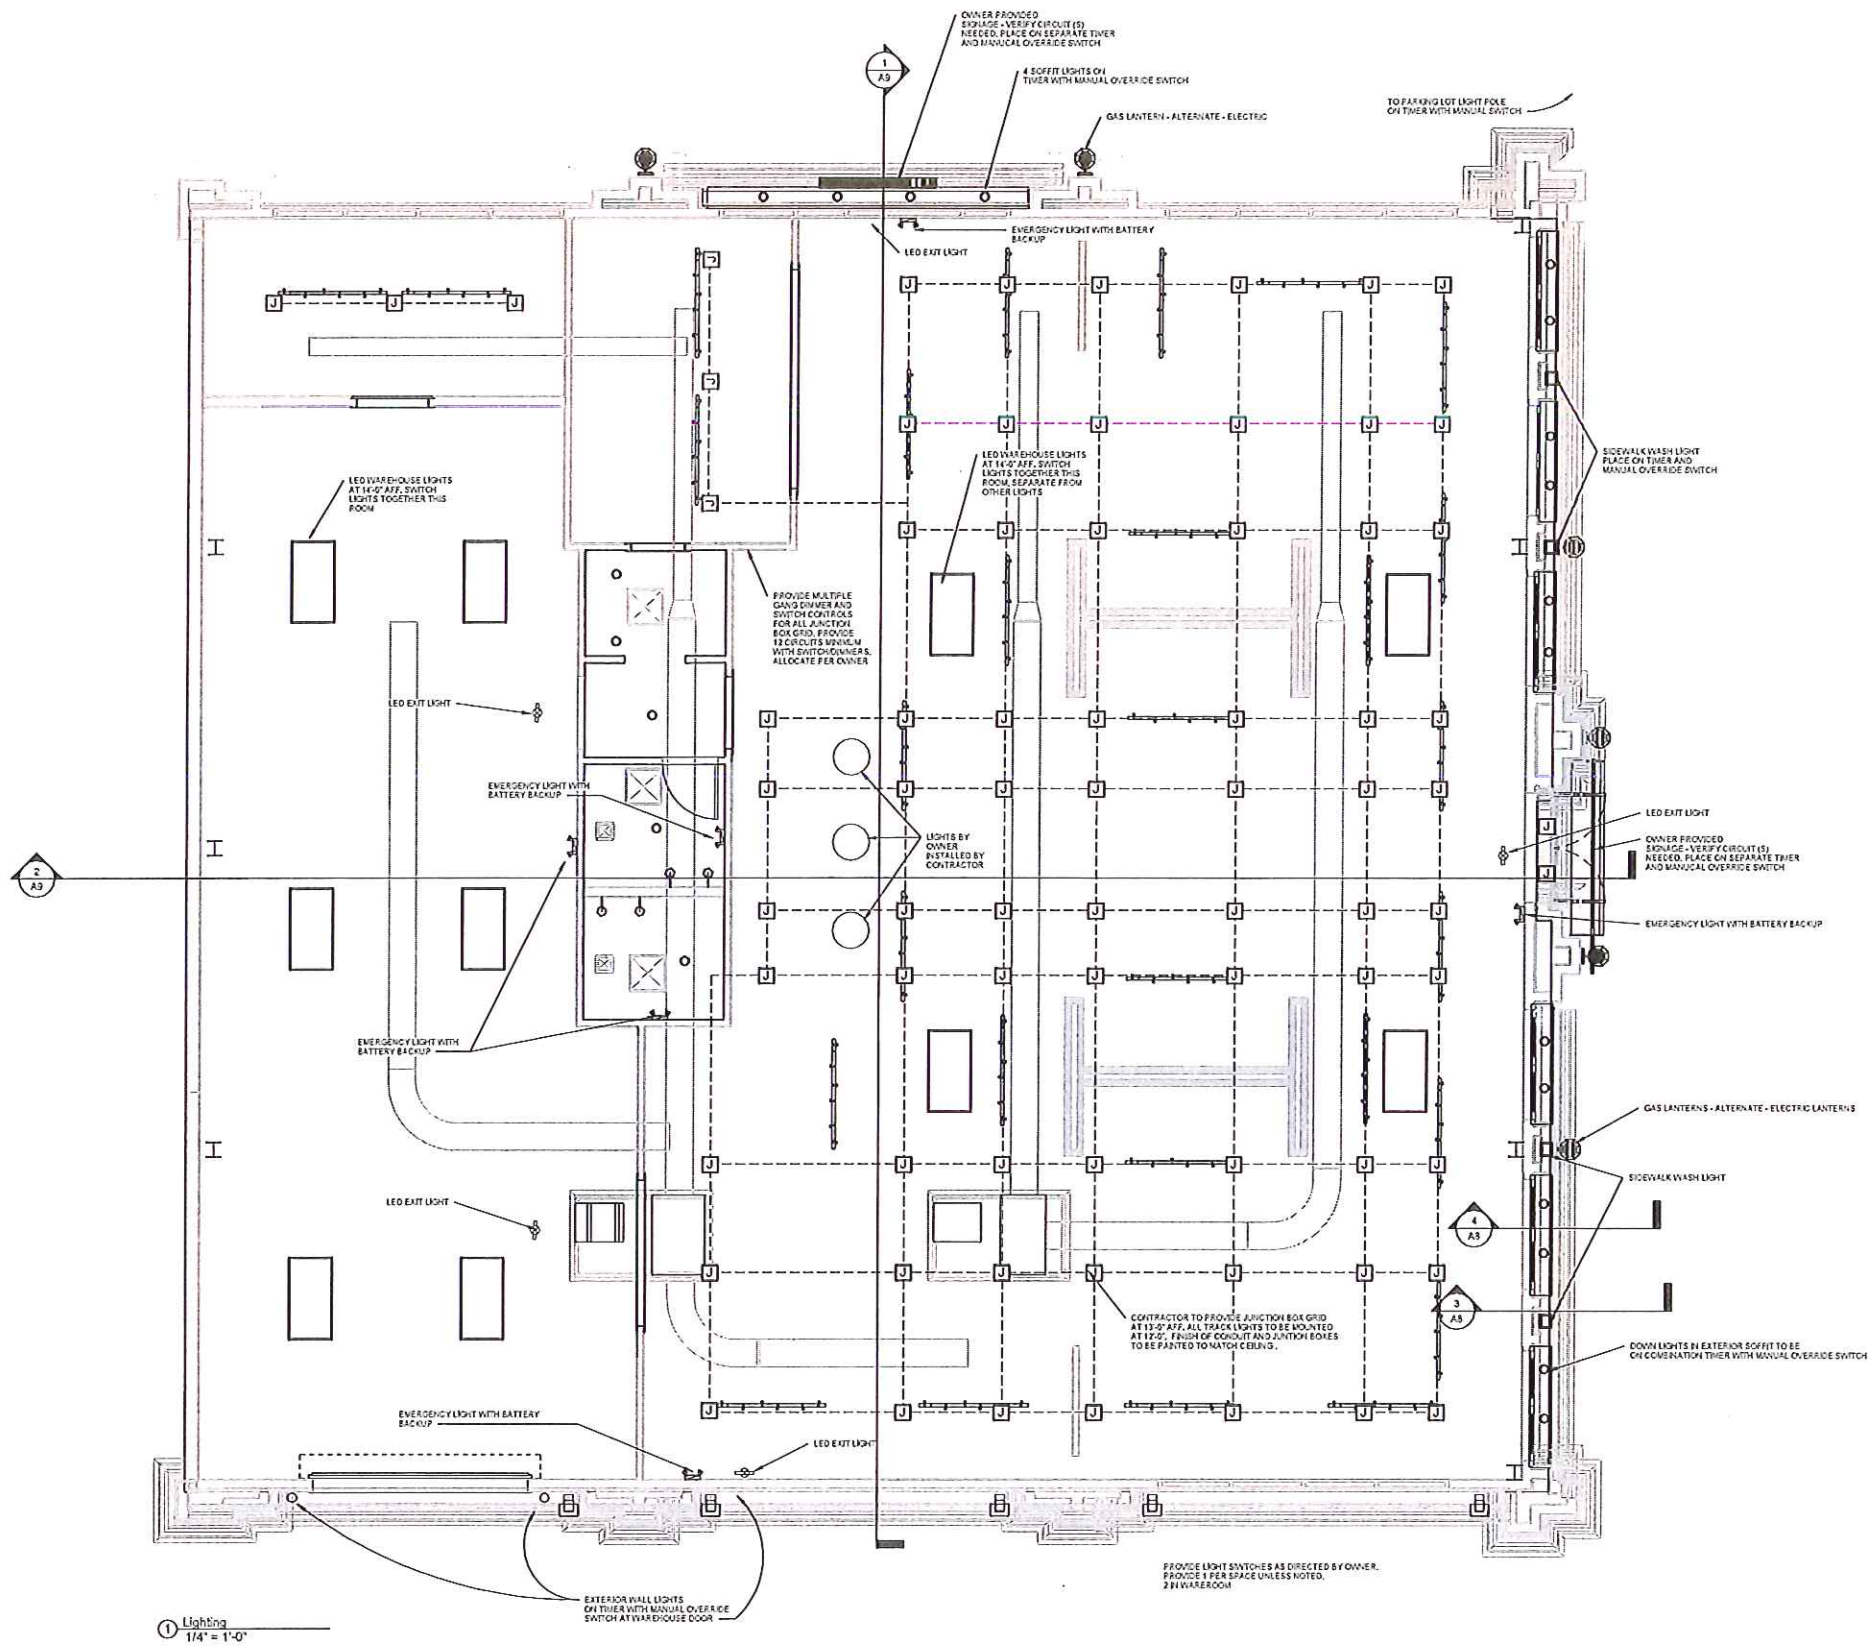 OWNER PROVIDED
SIGNAGE - VERIFY CIRCUIT (S)
NEEDED, PLACE ON SEPARATE TIMER
AND MANUCAL OVERRIDE SWITCH
1
A9
4 SOFFIT LIGHTS ON
TIMER WITH MANUAL OVERRIDE SWITCH
TO PARKING LOT LIGHT POLE
ON TIMER WITH MANUAL SWITCH
GAS LANTERN - ALTERNATE - ELECTRIC
EMERGENCY LIGHT WITH BATTERY
BACKUP
LED EXIT LIGHT
J J J
J
J
J
J J J J J J
J J J J J J
LED WAREHOUSE LIGHTS
AT 14'-0" AFF. SWITCH
LIGHTS TOGETHER THIS
ROOM, SEPARATE FROM
OTHER LIGHTS
SIDEWALK WASH LIGHT
PLACE ON TIMER AND
MANUAL OVERRIDE SWITCH
LED WAREHOUSE LIGHTS
AT 14'-0" AFF. SWITCH
LIGHTS TOGETHER THIS
ROOM
J J J J J J
PROVIDE MULTIPLE
GANG DIMMER AND
SWITCH CONTROLS
FOR ALL JUNCTION
BOX GRID. PROVIDE
12 CIRCUITS MINIMUM
WITH SWITCH/DIMMERS.
ALLOCATE PER OWNER
LED EXIT LIGHT
J J J J J J J
EMERGENCY LIGHT WITH
BATTERY BACKUP
J J J J J J J
LIGHTS BY
OWNER
INSTALLED BY
CONTRACTOR
J
J
LED EXIT LIGHT
OWNER PROVIDED
SIGNAGE - VERIFY CIRCUIT (S)
NEEDED, PLACE ON SEPARATE TIMER
AND MANUCAL OVERRIDE SWITCH
2
A9
J J J J J J J
EMERGENCY LIGHT WITH BATTERY BACKUP
J J J J J J J
EMERGENCY LIGHT WITH
BATTERY BACKUP
GAS LANTERNS - ALTERNATE - ELECTRIC LANTERNS
J J J J J J J
SIDEWALK WASH LIGHT
LED EXIT LIGHT
4
A8
J J J J J J J
3
A8
CONTRACTOR TO PROVIDE JUNCTION BOX GRID
AT 13'-6" AFF. ALL TRACK LIGHTS TO BE MOUNTED
AT 12'-0". FINISH OF CONDUIT AND JUNTION BOXES
TO BE PAINTED TO MATCH CEILING.
DOWN LIGHTS IN EXTERIOR SOFFIT TO BE
ON COMBINATION TIMER WITH MANUAL OVERRIDE SWITCH
J J J J J J J
EMERGENCY LIGHT WITH BATTERY
BACKUP
LED EXIT LIGHT
PROVIDE LIGHT SWITCHES AS DIRECTED BY OWNER.
PROVIDE 1 PER SPACE UNLESS NOTED,
2 IN WAREROOM
EXTERIOR WALL LIGHTS
ON TIMER WITH MANUAL OVERRIDE
SWITCH AT WAREHOUSE DOOR
1 Lighting
1/4" = 1'-0"